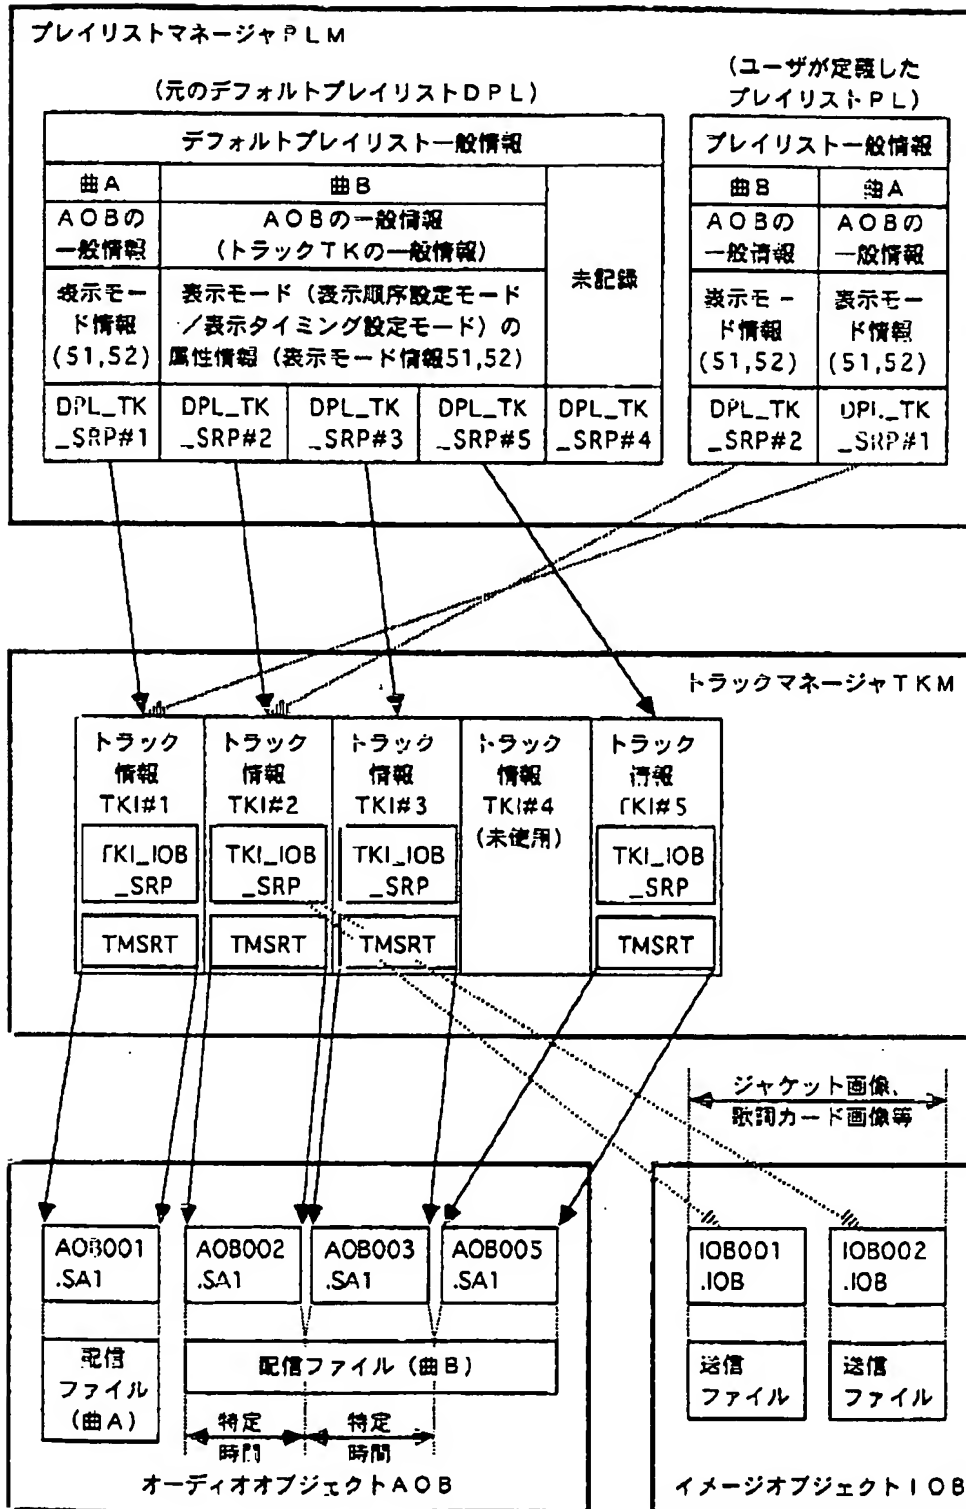 プレイリストマネージャPLM
(元のデフォルトプレイリストDPL)
(ユーザが定義した
プレイリストPL)
デフォルトプレイリスト一般情報
曲A
曲B
AOBの
一般情報
AOBの一般情報
(トラックTKの一般情報)
未記録
表示モー
ド情報
(51,52)
表示モード(表示順序設定モード
/表示タイミング設定モード)の
属性情報(表示モード情報51,52)
DPL_TK
_SRP#1
DPL_TK
_SRP#2
DPL_TK
_SRP#3
DPL_TK
_SRP#5
DPL_TK
_SRP#4
プレイリスト一般情報
曲B
曲A
AOBの
一般情報
AOBの
一般情報
表示モー
ド情報
(51,52)
表示モー
ド情報
(51,52)
DPL_TK
_SRP#2
DPL_TK
_SRP#1
トラックマネージャTKM
トラック
情報
TKI#1
TKI_IOB
_SRP
TMSRT
トラック
情報
TKI#2
TKI_IOB
_SRP
TMSRT
トラック
情報
TKI#3
TKI_IOB
_SRP
TMSRT
トラック
情報
TKI#4
(未使用)
トラック
情報
TKI#5
TKI_IOB
_SRP
TMSRT
ジャケット画像、
歌詞カード画像等
AOB001
.SA1
AOB002
.SA1
AOB003
.SA1
AOB005
.SA1
配信
ファイル
(曲A)
配信ファイル(曲B)
特定
時間
特定
時間
オーディオオブジェクトAOB
IOB001
.IOB
IOB002
.IOB
送信
ファイル
送信
ファイル
イメージオブジェクトIOB